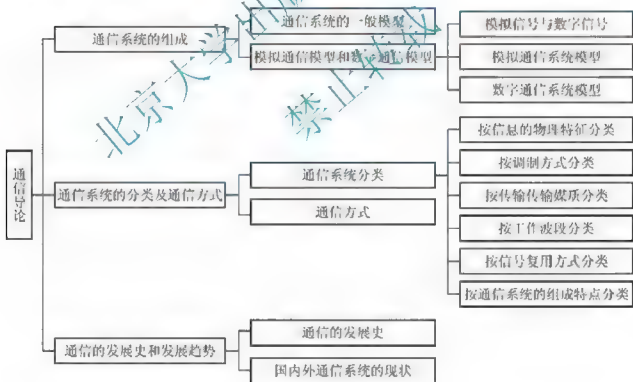 通信导论
通信系统的组成
通信系统的一般模型
模拟通信模型和数字通信模型
模拟信号与数字信号
模拟通信系统模型
数字通信系统模型
通信系统的分类及通信方式
通信系统分类
按信息的物理特征分类
按调制方式分类
按传输传输媒质分类
按工作波段分类
按信号复用方式分类
按通信系统的组成特点分类
通信方式
通信的发展史和发展趋势
通信的发展史
国内外通信系统的现状
北京大学出版
禁止转载